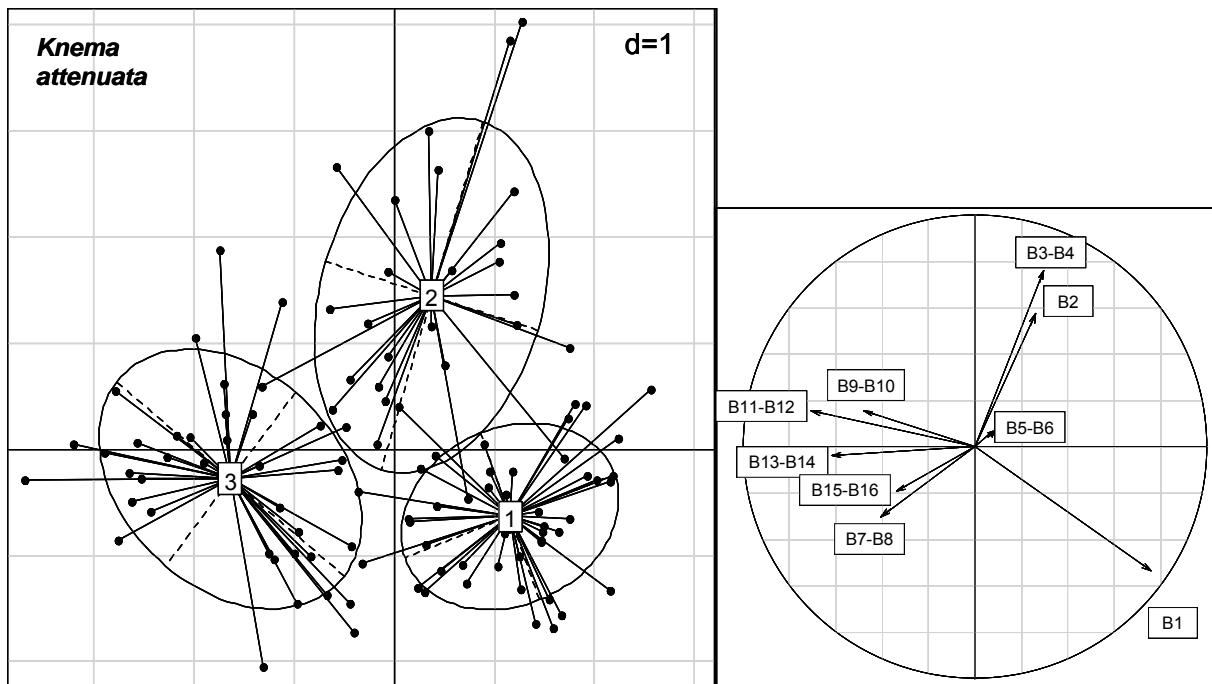 Knema
attenuata
d=1
2
3
1
B3-B4
B2
B9-B10
B11-B12
B5-B6
B13-B14
B15-B16
B7-B8
B1